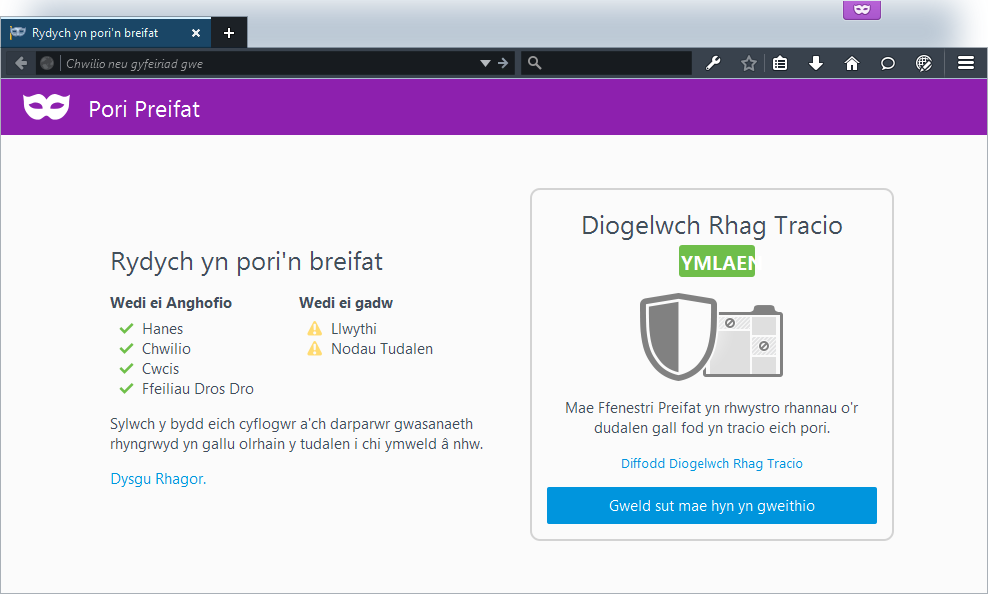 Rydych yn pori'n breifat
Chwilio neu gyfeiriad gwe
Pori Preifat
Rydych yn pori'n breifat
Wedi ei Anghofio
Hanes
Chwilio
Cwcis
Ffeiliau Dros Dro
Wedi ei gadw
Llwythi
Nodau Tudalen
Sylwch y bydd eich cyflogwr a'ch darparwr gwasanaeth
rhyngrwyd yn gallu olrhain y tudalen i chi ymweld â nhw.
Dysgu Rhagor.
Diogelwch Rhag Tracio
YMLAEN
Mae Ffenestri Preifat yn rhwystro rhannau o'r
dudalen gall fod yn tracio eich pori.
Diffodd Diogelwch Rhag Tracio
Gweld sut mae hyn yn gweithio